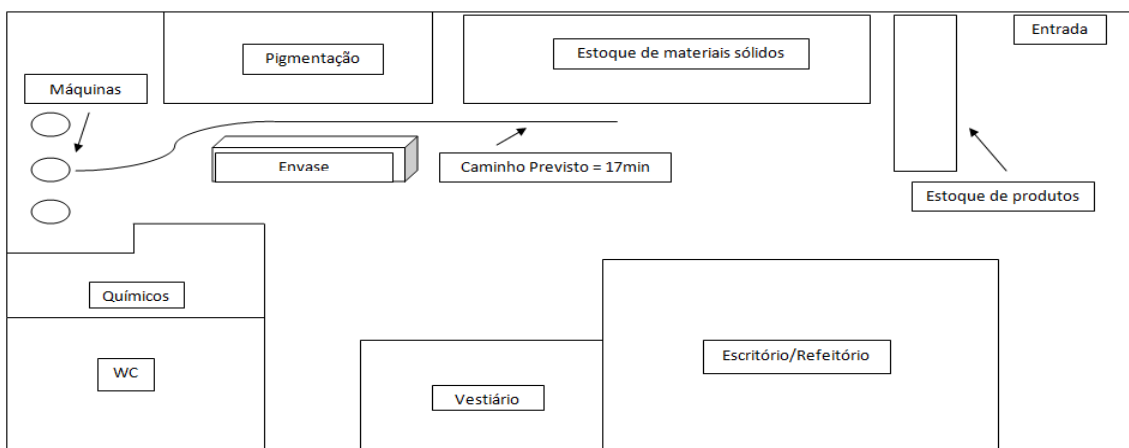 Entrada
Pigmentação
Estoque de materiais sólidos
Máquinas
Envase
Caminho Previsto = 17min
Estoque de produtos
Químicos
WC
Escritório/Refeitório
Vestiário